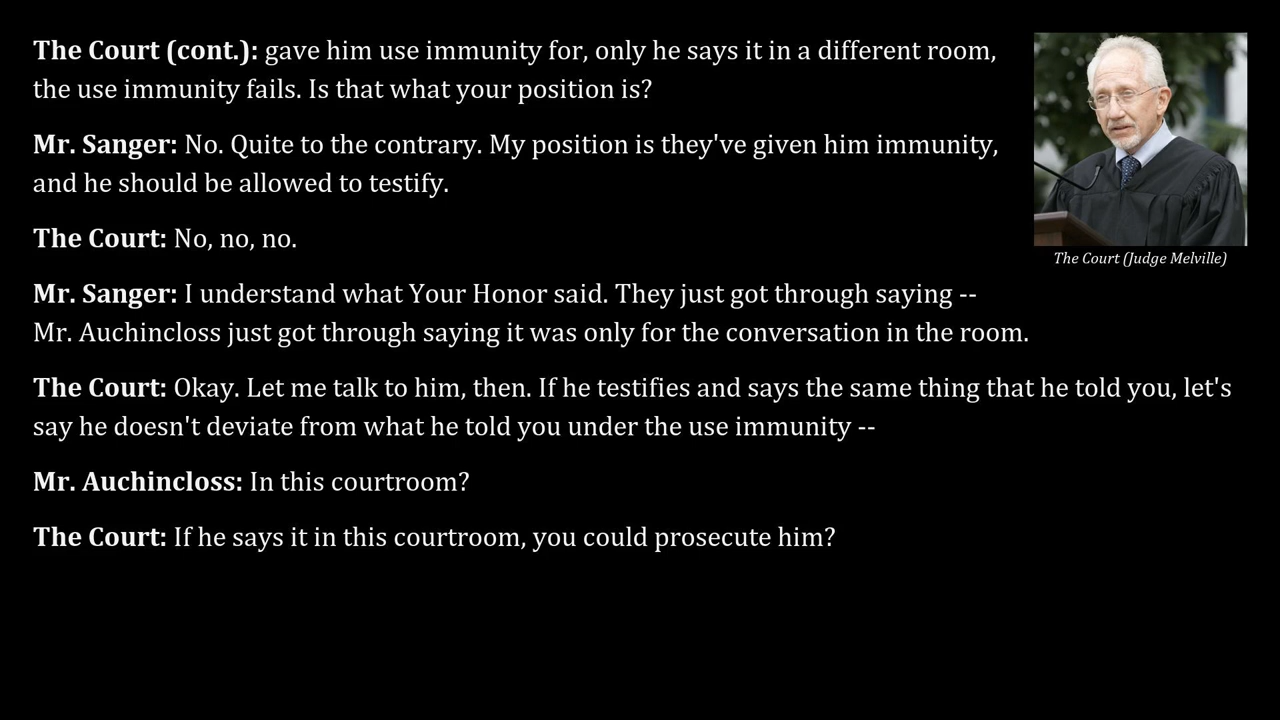 The Court (cont.): gave him use immunity for, only he says it in a different room,
the use immunity fails. Is that what your position is?
Mr. Sanger: No. Quite to the contrary. My position is they've given him immunity,
and he should be allowed to testify.
The Court: No, no, no.
The Court (Judge Melville)
Mr. Sanger: I understand what Your Honor said. They just got through saying --
Mr. Auchincloss just got through saying it was only for the conversation in the room.
The Court: Okay. Let me talk to him, then. If he testifies and says the same thing that he told you, let's
say he doesn't deviate from what he told you under the use immunity --
Mr. Auchincloss: In this courtroom?
The Court: If he says it in this courtroom, you could prosecute him?